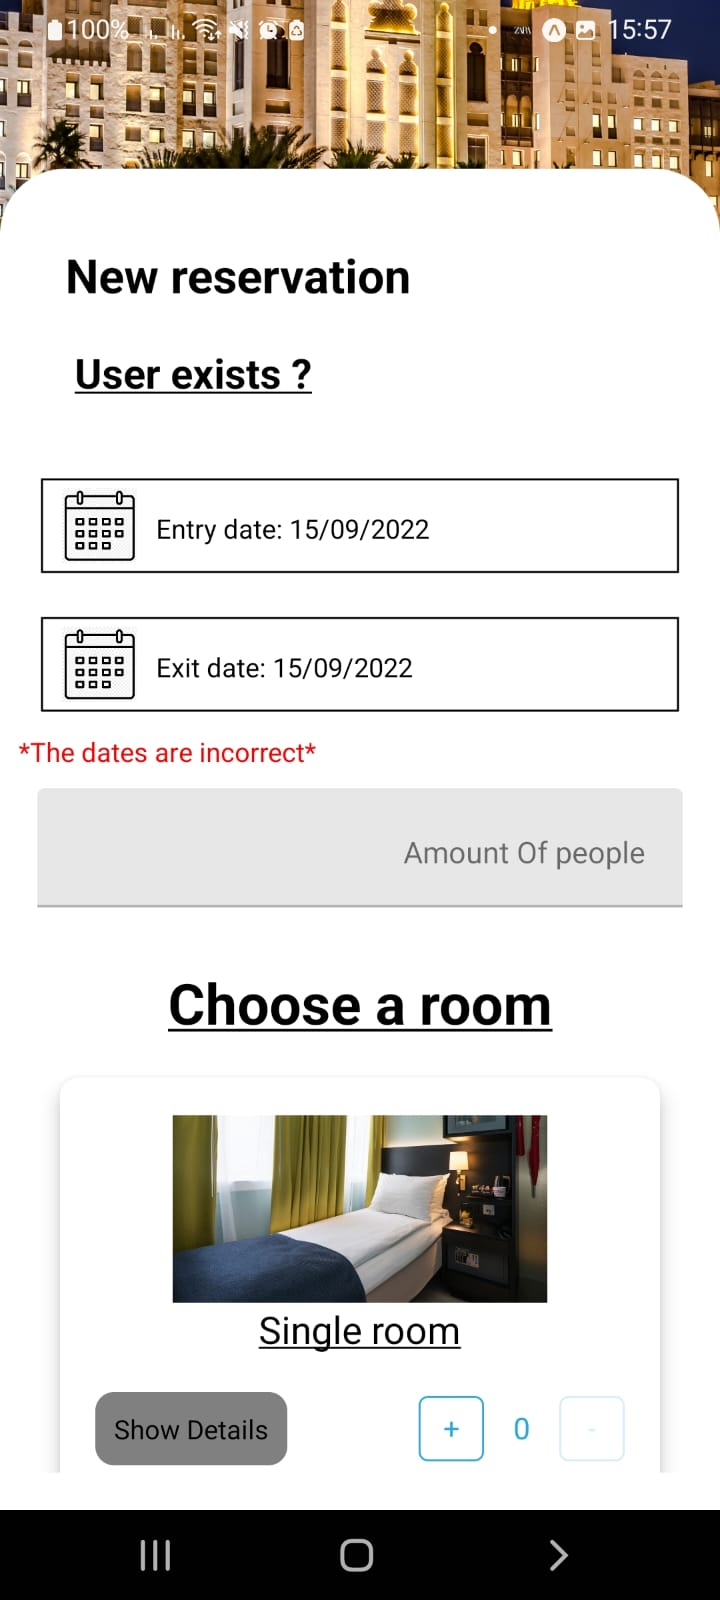 100% 15:57
New reservation
User exists ?
Entry date: 15/09/2022
Exit date: 15/09/2022
*The dates are incorrect*
Amount Of people
Choose a room
Single room
Show Details + 0 -